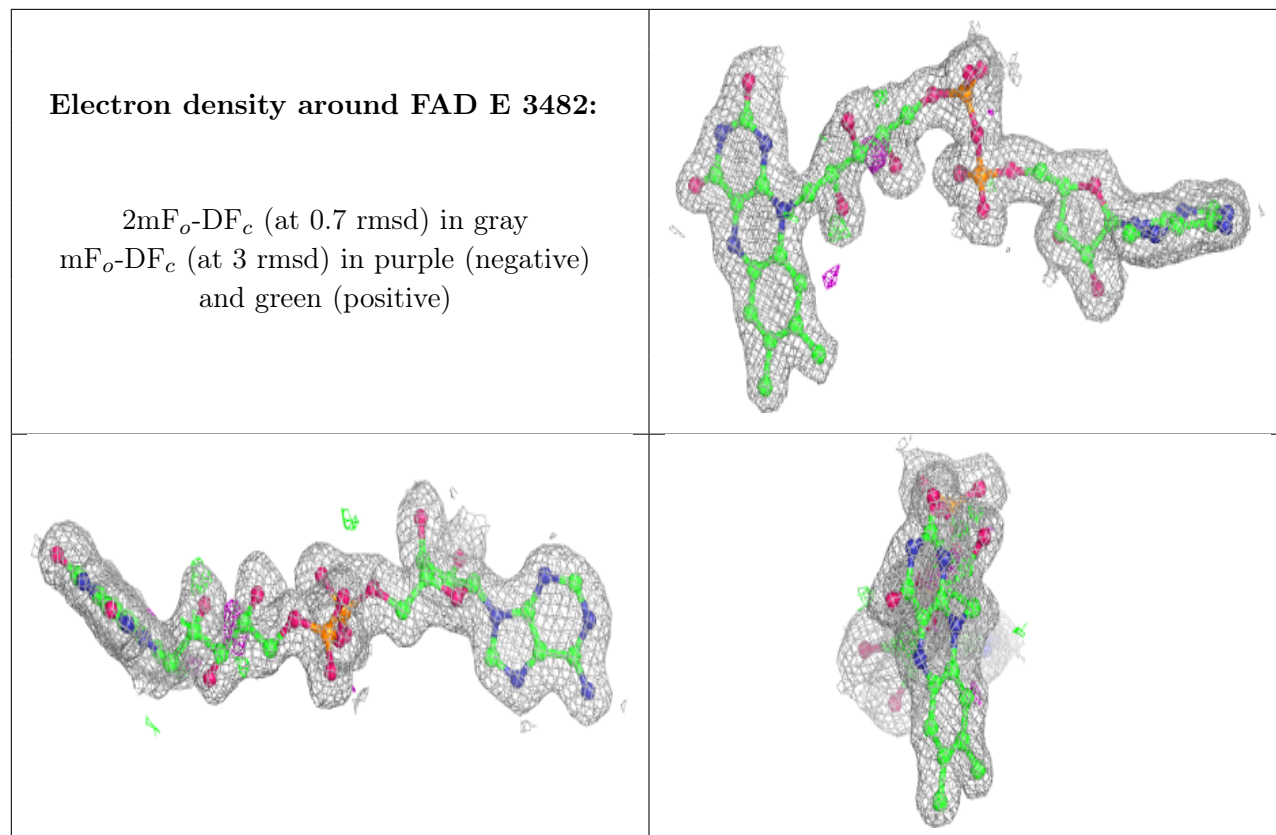 Electron density around FAD E 3482:
2mFₒ-DF𝒸 (at 0.7 rmsd) in gray
mFₒ-DF𝒸 (at 3 rmsd) in purple (negative)
and green (positive)